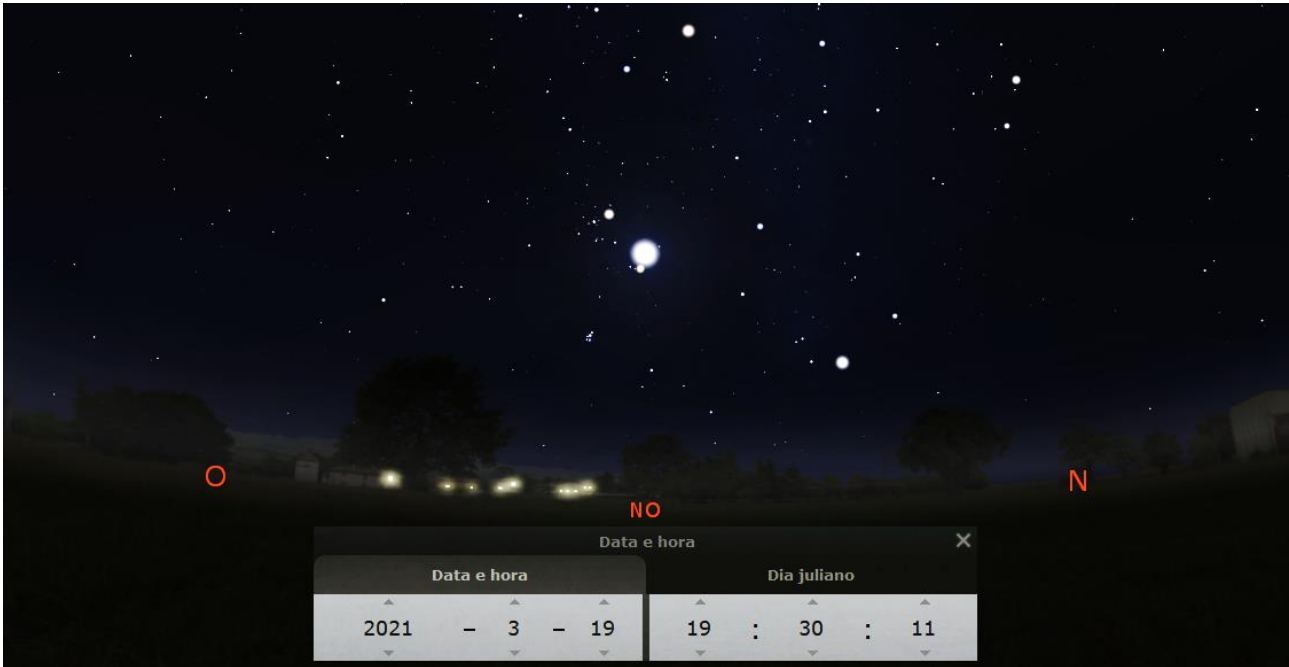 O
N
NO
Data e hora
Data e hora Dia juliano
2021 – 3 – 19 19 : 30 : 11